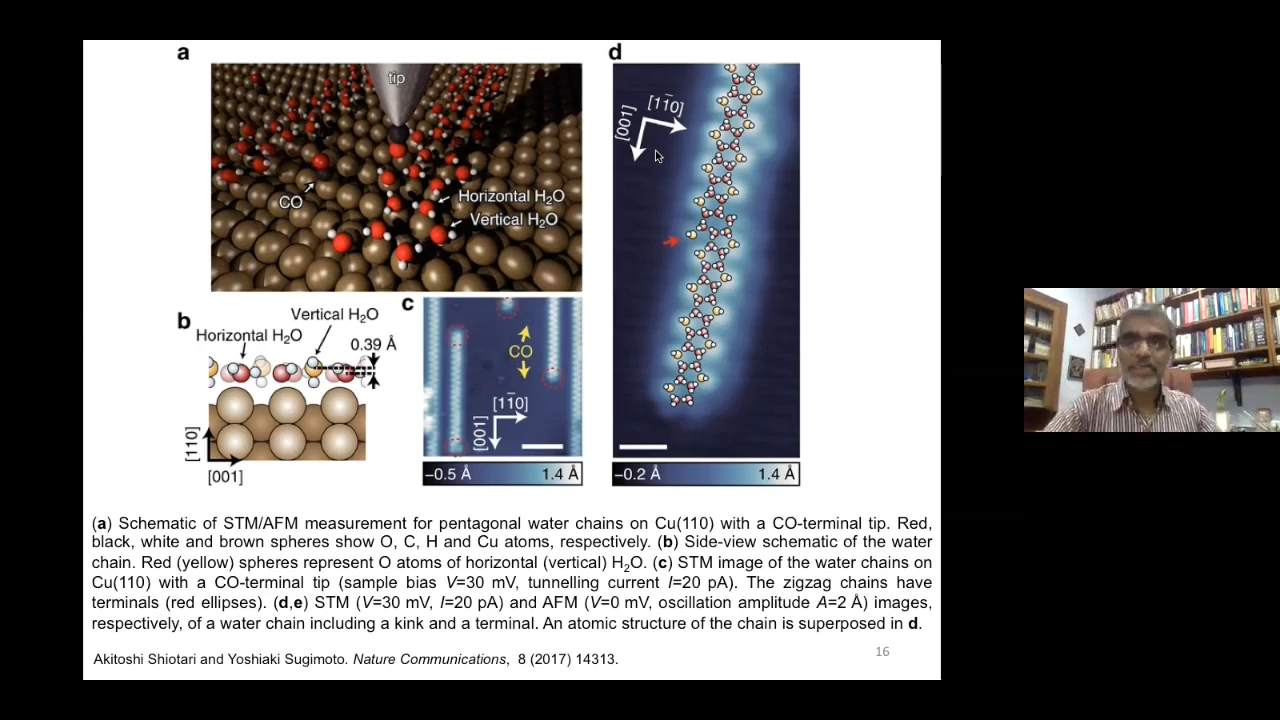 a
tip
CO
Horizontal H₂O
Vertical H₂O
b
Vertical H₂O
Horizontal H₂O
0.39 Å
[110]
[001]
c
CO
[11̅0]
[001]
−0.5 Å 1.4 Å
d
[11̅0]
[001]
−0.2 Å 1.4 Å
(a) Schematic of STM/AFM measurement for pentagonal water chains on Cu(110) with a CO-terminal tip. Red,
black, white and brown spheres show O, C, H and Cu atoms, respectively. (b) Side-view schematic of the water
chain. Red (yellow) spheres represent O atoms of horizontal (vertical) H₂O. (c) STM image of the water chains on
Cu(110) with a CO-terminal tip (sample bias V=30 mV, tunnelling current I=20 pA). The zigzag chains have
terminals (red ellipses). (d,e) STM (V=30 mV, I=20 pA) and AFM (V=0 mV, oscillation amplitude A=2 Å) images,
respectively, of a water chain including a kink and a terminal. An atomic structure of the chain is superposed in d.
Akitoshi Shiotari and Yoshiaki Sugimoto. Nature Communications, 8 (2017) 14313.
16